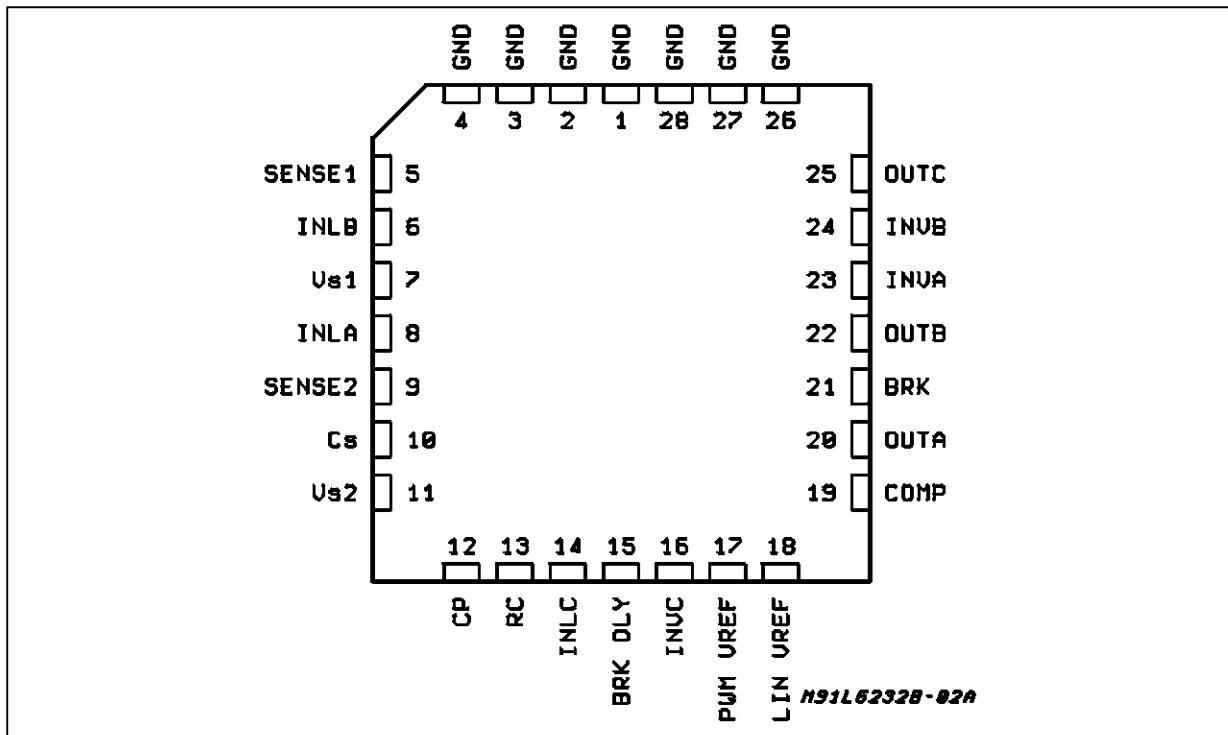 GND GND GND GND GND GND GND
4 3 2 1 28 27 26
SENSE1 5 25 OUTC
INLB 6 24 INVB
Vs1 7 23 INVA
INLA 8 22 OUTB
SENSE2 9 21 BRK
Cs 10 20 OUTA
Vs2 11 19 COMP
12 13 14 15 16 17 18
CP RC INLC BRK DLY INVC PWM VREF LIN VREF
M91L6232B-02A